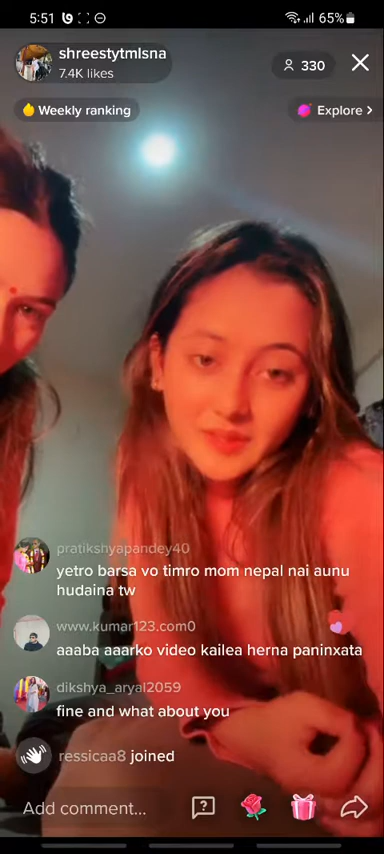 5:51
65%
shreestytmlsna
7.4K likes
330
Weekly ranking
Explore >
pratikshyapandey40
yetro barsa vo timro mom nepal nai aunu
hudaina tw
www.kumar123.com0
aaaba aaarko video kailea herna paninxata
dikshya_aryal2059
fine and what about you
ressicaa8 joined
Add comment...